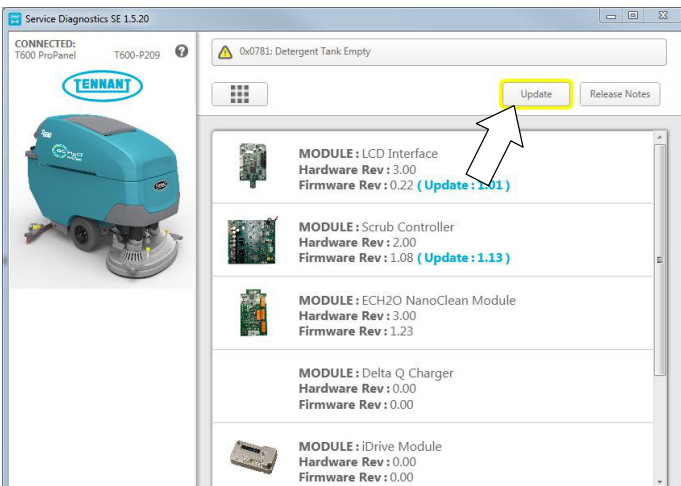 Service Diagnostics SE 1.5.20
CONNECTED:
T600 ProPanel T600-P209 ?
TENNANT
0x0781: Detergent Tank Empty
Update Release Notes
MODULE : LCD Interface
Hardware Rev : 3.00
Firmware Rev : 0.22 ( Update : 1.01 )
MODULE : Scrub Controller
Hardware Rev : 2.00
Firmware Rev : 1.08 ( Update : 1.13 )
MODULE : ECH2O NanoClean Module
Hardware Rev : 3.00
Firmware Rev : 1.23
MODULE : Delta Q Charger
Hardware Rev : 0.00
Firmware Rev : 0.00
MODULE : iDrive Module
Hardware Rev : 0.00
Firmware Rev : 0.00